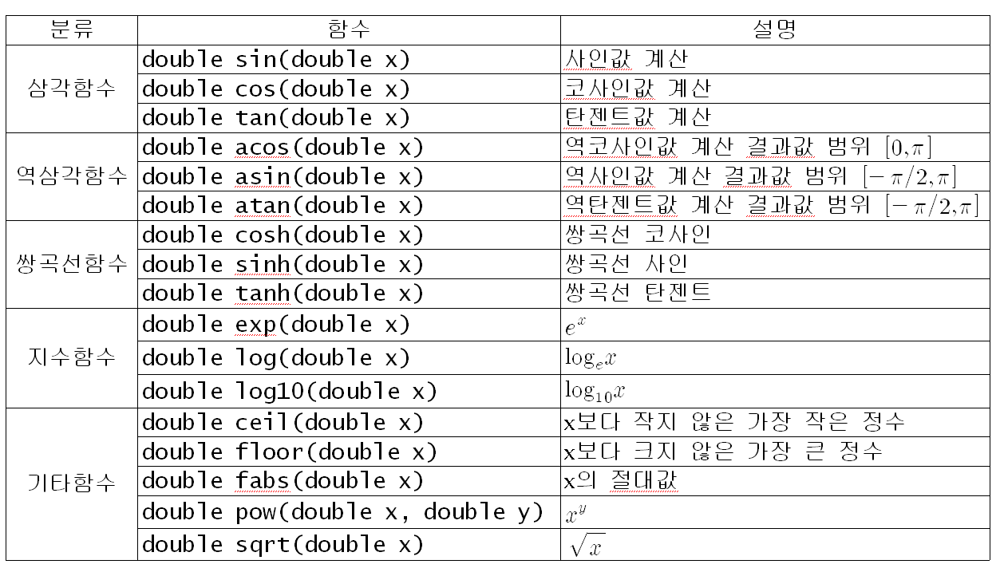 분류 함수 설명
삼각함수 double sin(double x) 사인값 계산
double cos(double x) 코사인값 계산
double tan(double x) 탄젠트값 계산
역삼각함수 double acos(double x) 역코사인값 계산 결과값 범위 [0,π]
double asin(double x) 역사인값 계산 결과값 범위 [−π/2,π]
double atan(double x) 역탄젠트값 계산 결과값 범위 [−π/2,π]
쌍곡선함수 double cosh(double x) 쌍곡선 코사인
double sinh(double x) 쌍곡선 사인
double tanh(double x) 쌍곡선 탄젠트
지수함수 double exp(double x) eˣ
double log(double x) logₑx
double log10(double x) log₁₀x
기타함수 double ceil(double x) x보다 작지 않은 가장 작은 정수
double floor(double x) x보다 크지 않은 가장 큰 정수
double fabs(double x) x의 절대값
double pow(double x, double y) xʸ
double sqrt(double x) √x